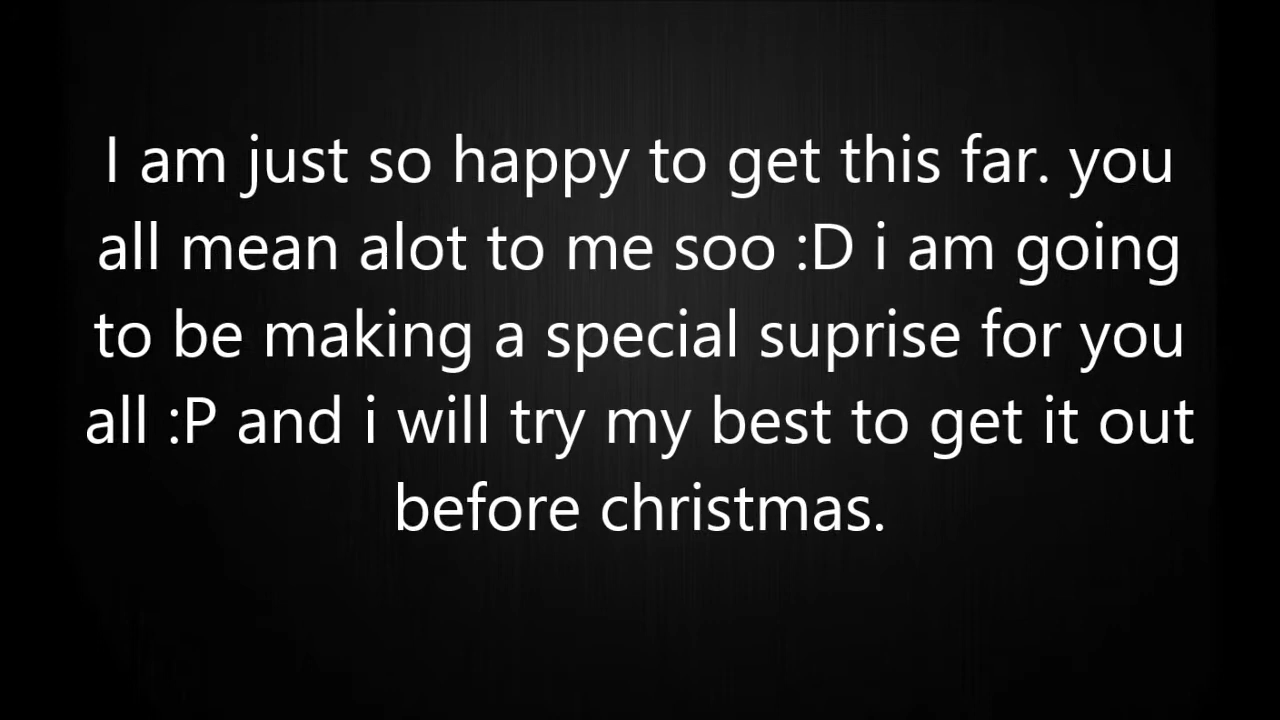 I am just so happy to get this far. you
all mean alot to me soo :D i am going
to be making a special suprise for you
all :P and i will try my best to get it out
before christmas.